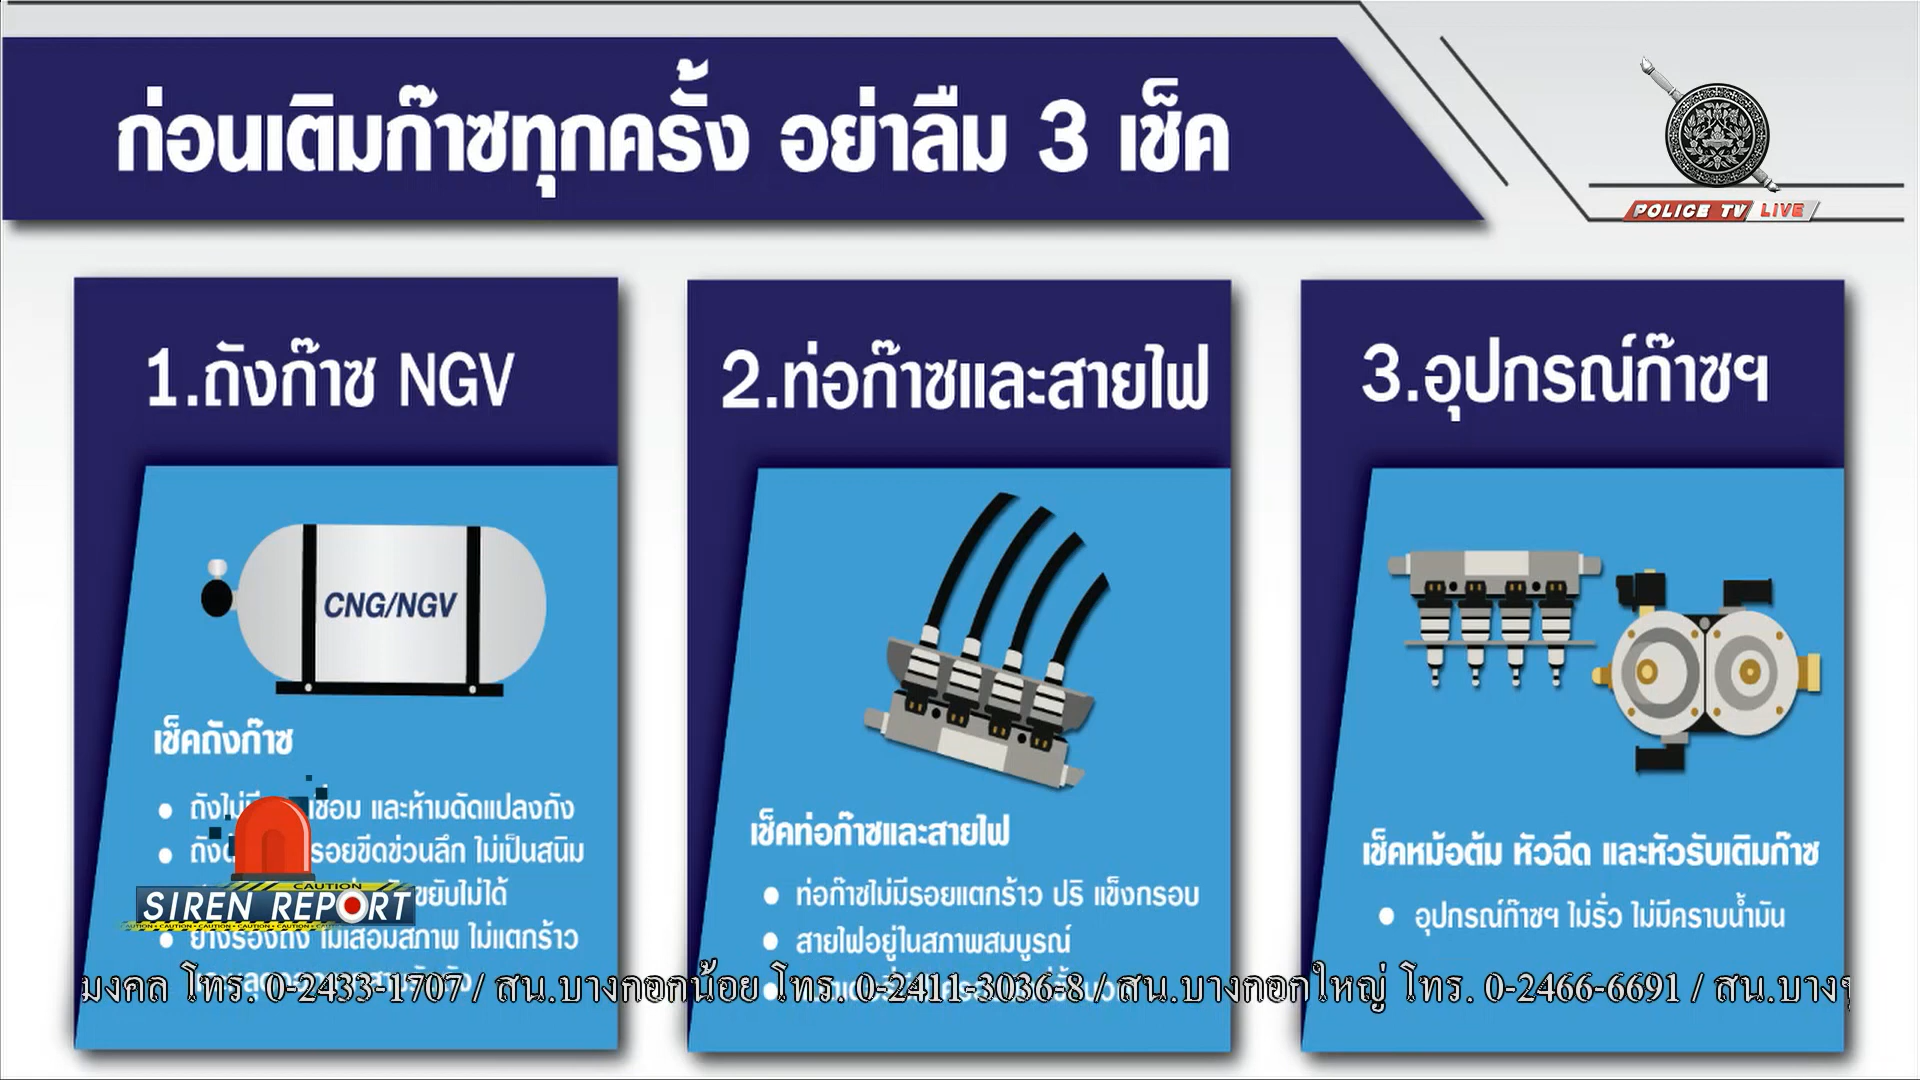 ก่อนเติมก๊าซทุกครั้ง อย่าลืม 3 เช็ค
POLICE TV LIVE
1.ถังก๊าซ NGV
CNG/NGV
เช็คถังก๊าซ
และห้ามดัดแปลงถัง
รอยขีดข่วนลึก ไม่เป็นสนิม
ขยับไม่ได้
ยางรองถัง ไม่เสื่อมสภาพ ไม่แตกร้าว
2.ท่อก๊าซและสายไฟ
เช็คท่อก๊าซและสายไฟ
ท่อก๊าซไม่มีรอยแตกร้าว ปริ แข็งกรอบ
สายไฟอยู่ในสภาพสมบูรณ์
3.อุปกรณ์ก๊าซฯ
เช็คหม้อต้ม หัวฉีด และหัวรับเติมก๊าซ
อุปกรณ์ก๊าซฯ ไม่รั่ว ไม่มีคราบน้ำมัน
CAUTION
SIREN REPORT
CAUTION • CAUTION • CAUTION • CAUTION • CAUTION
มงคล โทร. 0-2433-1707 / สน.บางกอกน้อย โทร. 0-2411-3036-8 / สน.บางกอกใหญ่ โทร. 0-2466-6691 / สน.บาง